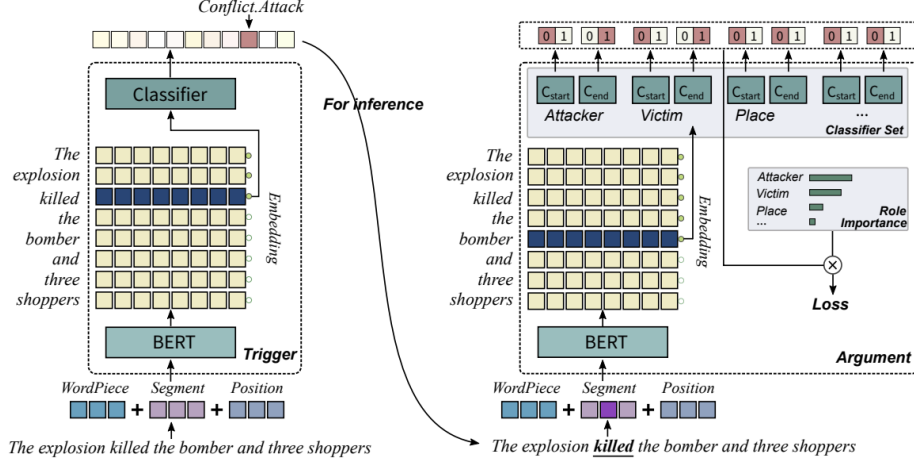 Conflict.Attack
Classifier
The
explosion
killed
the
bomber
and
three
shoppers
Embedding
BERT
Trigger
WordPiece
Segment
Position
+
+
The explosion killed the bomber and three shoppers
For inference
0 1
0 1
0 1
0 1
0 1
0 1
0 1
0 1
Cstart
Cend
Cstart
Cend
Cstart
Cend
Cstart
Cend
Attacker
Victim
Place
...
Classifier Set
The
explosion
killed
the
bomber
and
three
shoppers
Embedding
Attacker
Victim
Place
...
Role
Importance
Loss
BERT
Argument
WordPiece
Segment
Position
+
+
The explosion killed the bomber and three shoppers